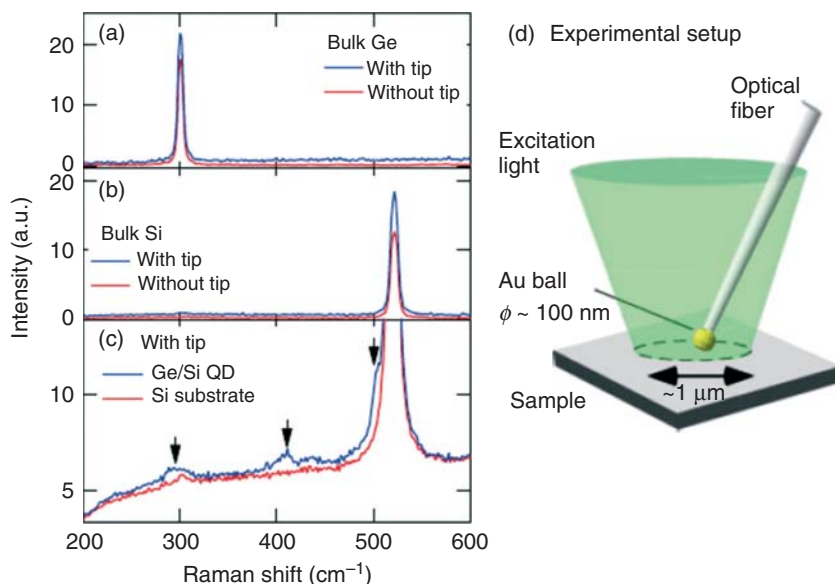 (a)
Bulk Ge
With tip
Without tip
20
10
0
(b)
Bulk Si
With tip
Without tip
20
10
0
(c) With tip
Ge/Si QD
Si substrate
10
5
200 300 400 500 600
Raman shift (cm⁻¹)
Intensity (a.u.)
(d) Experimental setup
Optical
fiber
Excitation
light
Au ball
ϕ ~ 100 nm
~1 μm
Sample